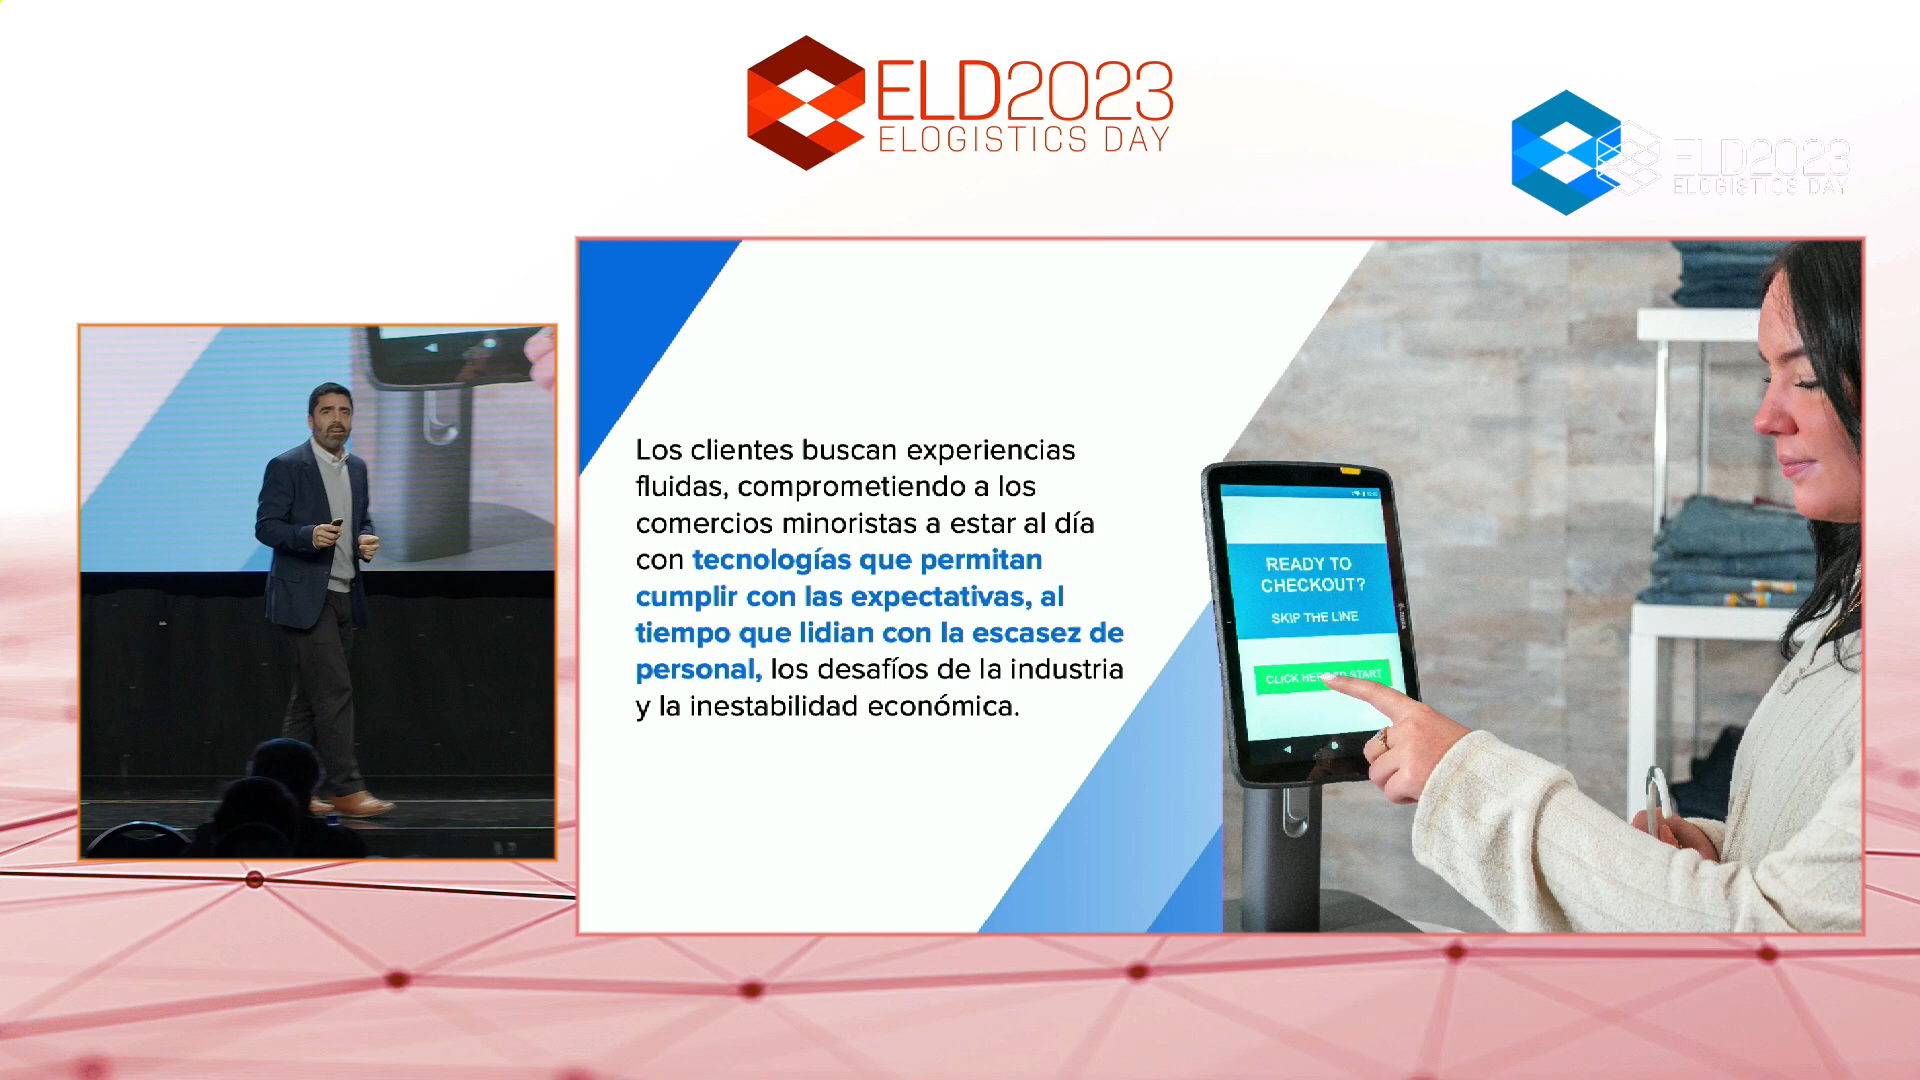 ELD2023
ELOGISTICS DAY
ELD2023
ELOGISTICS DAY
Los clientes buscan experiencias
fluidas, comprometiendo a los
comercios minoristas a estar al día
con tecnologías que permitan
cumplir con las expectativas, al
tiempo que lidian con la escasez de
personal, los desafíos de la industria
y la inestabilidad económica.
READY TO
CHECKOUT?
SKIP THE LINE
CLICK START